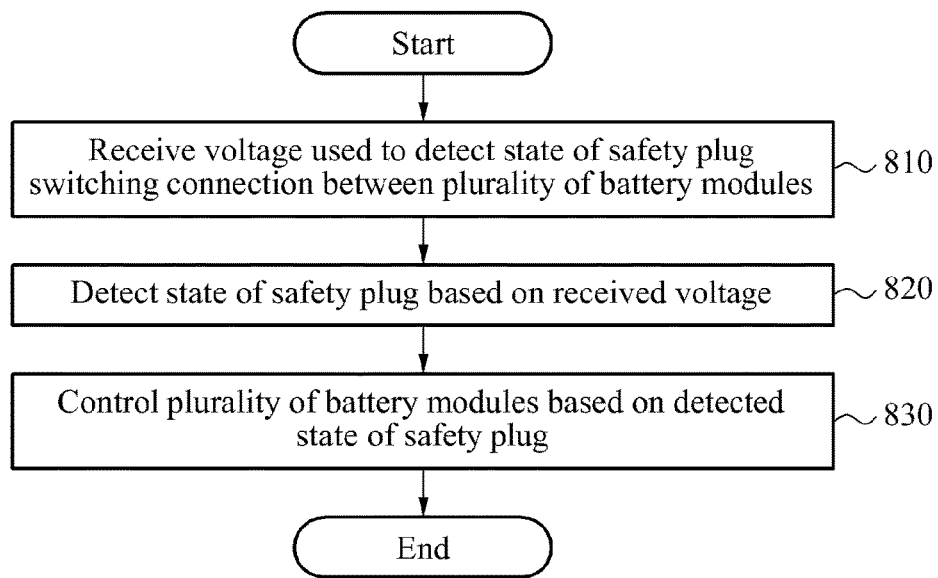 Start
Receive voltage used to detect state of safety plug
switching connection between plurality of battery modules
810
Detect state of safety plug based on received voltage
820
Control plurality of battery modules based on detected
state of safety plug
830
End